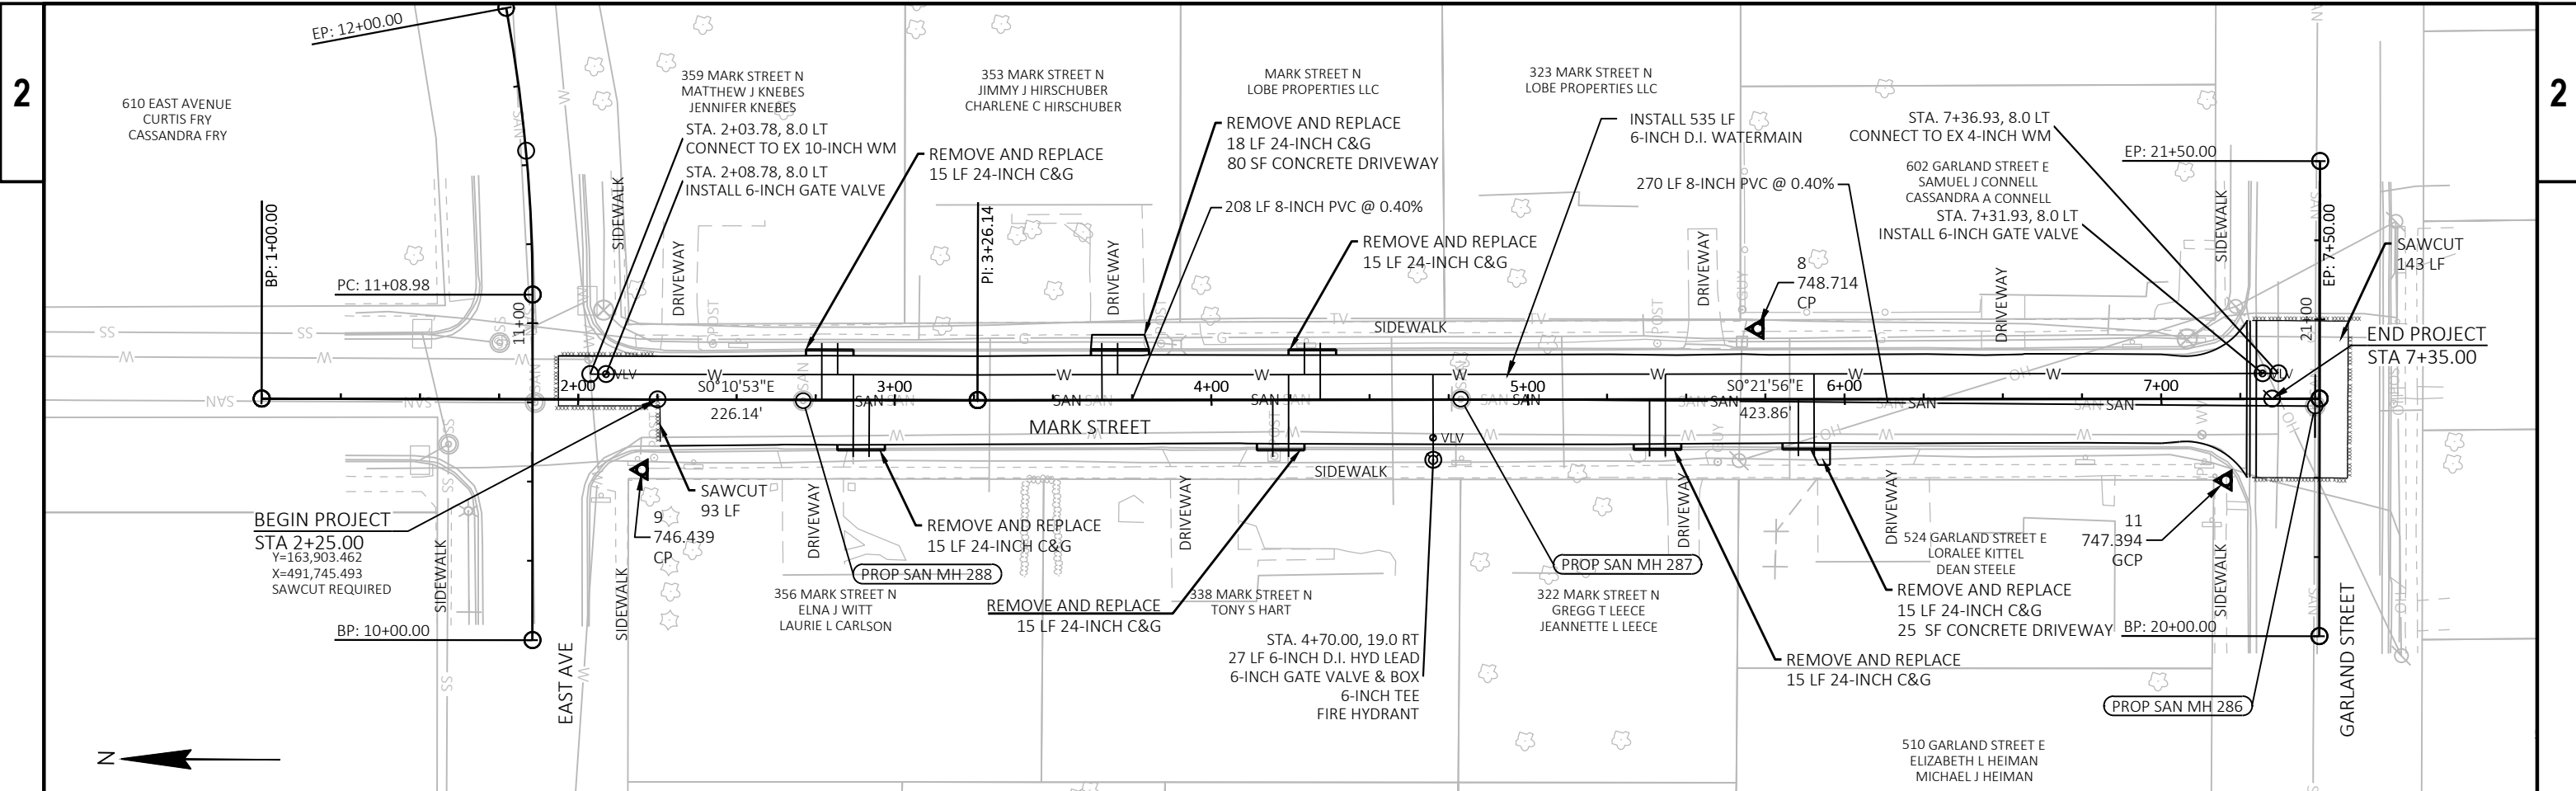 2
2
EP: 12+00.00
610 EAST AVENUE
CURTIS FRY
CASSANDRA FRY
359 MARK STREET N
MATTHEW J KNEBES
JENNIFER KNEBES
STA. 2+03.78, 8.0 LT
CONNECT TO EX 10-INCH WM
STA. 2+08.78, 8.0 LT
INSTALL 6-INCH GATE VALVE
353 MARK STREET N
JIMMY J HIRSCHUBER
CHARLENE C HIRSCHUBER
REMOVE AND REPLACE
15 LF 24-INCH C&G
MARK STREET N
LOBE PROPERTIES LLC
REMOVE AND REPLACE
18 LF 24-INCH C&G
80 SF CONCRETE DRIVEWAY
208 LF 8-INCH PVC @ 0.40%
REMOVE AND REPLACE
15 LF 24-INCH C&G
323 MARK STREET N
LOBE PROPERTIES LLC
INSTALL 535 LF
6-INCH D.I. WATERMAIN
270 LF 8-INCH PVC @ 0.40%
STA. 7+36.93, 8.0 LT
CONNECT TO EX 4-INCH WM
602 GARLAND STREET E
SAMUEL J CONNELL
CASSANDRA A CONNELL
STA. 7+31.93, 8.0 LT
INSTALL 6-INCH GATE VALVE
EP: 21+50.00
EP: 7+50.00
SAWCUT
143 LF
END PROJECT
STA 7+35.00
21+00
SIDEWALK
DRIVEWAY
DRIVEWAY
DRIVEWAY
DRIVEWAY
SIDEWALK
BP: 1+00.00
PC: 11+08.98
11+00
PI: 3+26.14
8
748.714
CP
SIDEWALK
SS
SS
W
W
SAN
SAN
VLV
W
W
W
W
W
W
W
2+00
S0°10'53"E
226.14'
3+00
4+00
5+00
S0°21'56"E
423.86'
6+00
7+00
SAN
SAN
SAN
SAN
SAN
SAN
SAN
MARK STREET
VLV
SIDEWALK
BEGIN PROJECT
STA 2+25.00
Y=163,903.462
X=491,745.493
SAWCUT REQUIRED
BP: 10+00.00
SIDEWALK
EAST AVE
SIDEWALK
9
746.439
CP
SAWCUT
93 LF
DRIVEWAY
PROP SAN MH 288
356 MARK STREET N
ELNA J WITT
LAURIE L CARLSON
REMOVE AND REPLACE
15 LF 24-INCH C&G
REMOVE AND REPLACE
15 LF 24-INCH C&G
DRIVEWAY
338 MARK STREET N
TONY S HART
STA. 4+70.00, 19.0 RT
27 LF 6-INCH D.I. HYD LEAD
6-INCH GATE VALVE & BOX
6-INCH TEE
FIRE HYDRANT
PROP SAN MH 287
322 MARK STREET N
GREGG T LEECE
JEANNETTE L LEECE
DRIVEWAY
REMOVE AND REPLACE
15 LF 24-INCH C&G
DRIVEWAY
524 GARLAND STREET E
LORALEE KITTEL
DEAN STEELE
REMOVE AND REPLACE
15 LF 24-INCH C&G
25 SF CONCRETE DRIVEWAY
11
747.394
GCP
BP: 20+00.00
SIDEWALK
GARLAND STREET
PROP SAN MH 286
510 GARLAND STREET E
ELIZABETH L HEIMAN
MICHAEL J HEIMAN
N